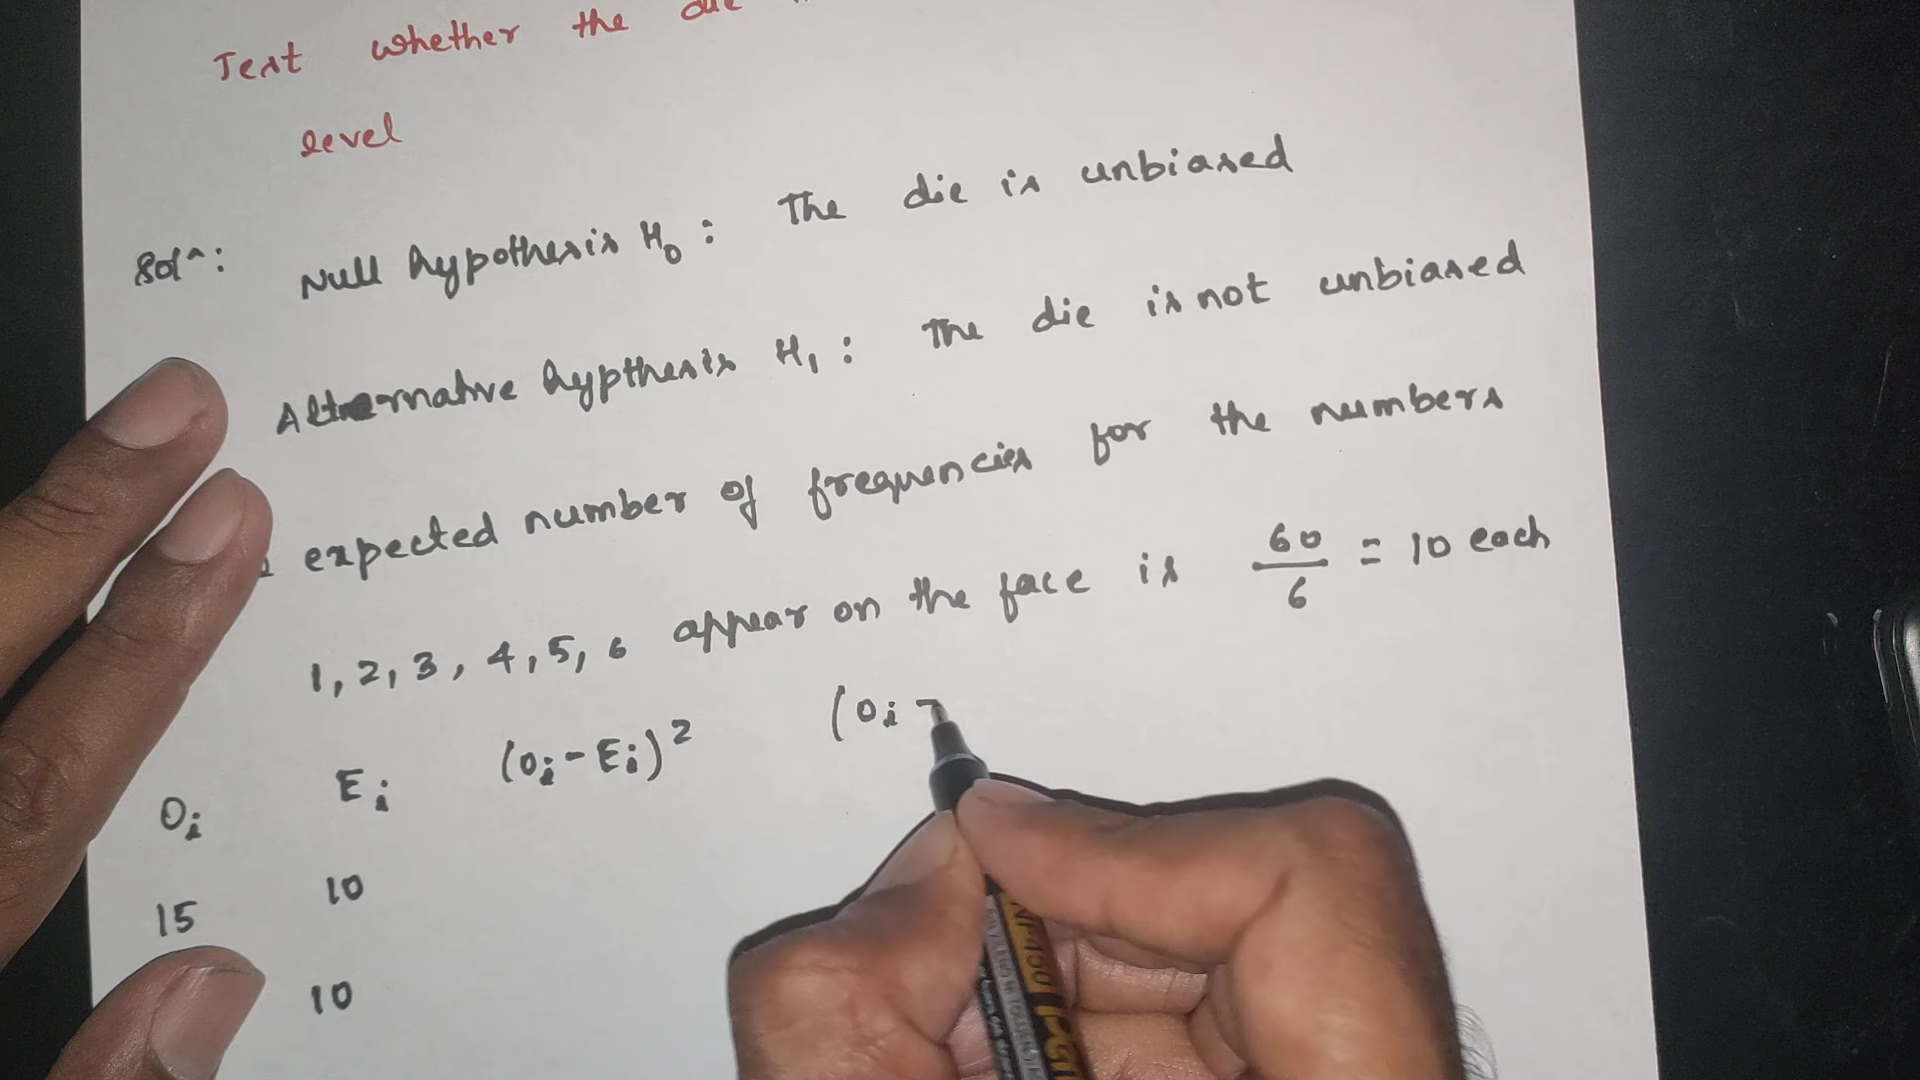 Test whether the die
level
Soln: Null hypothesis H0: The die is unbiased
Alternative hypthesis H1: The die is not unbiased
expected number of frequencies for the numbers
1, 2, 3, 4, 5, 6 appear on the face is 60/6 = 10 each
Oi Ei (Oi - Ei)² (Oi -
15 10
10